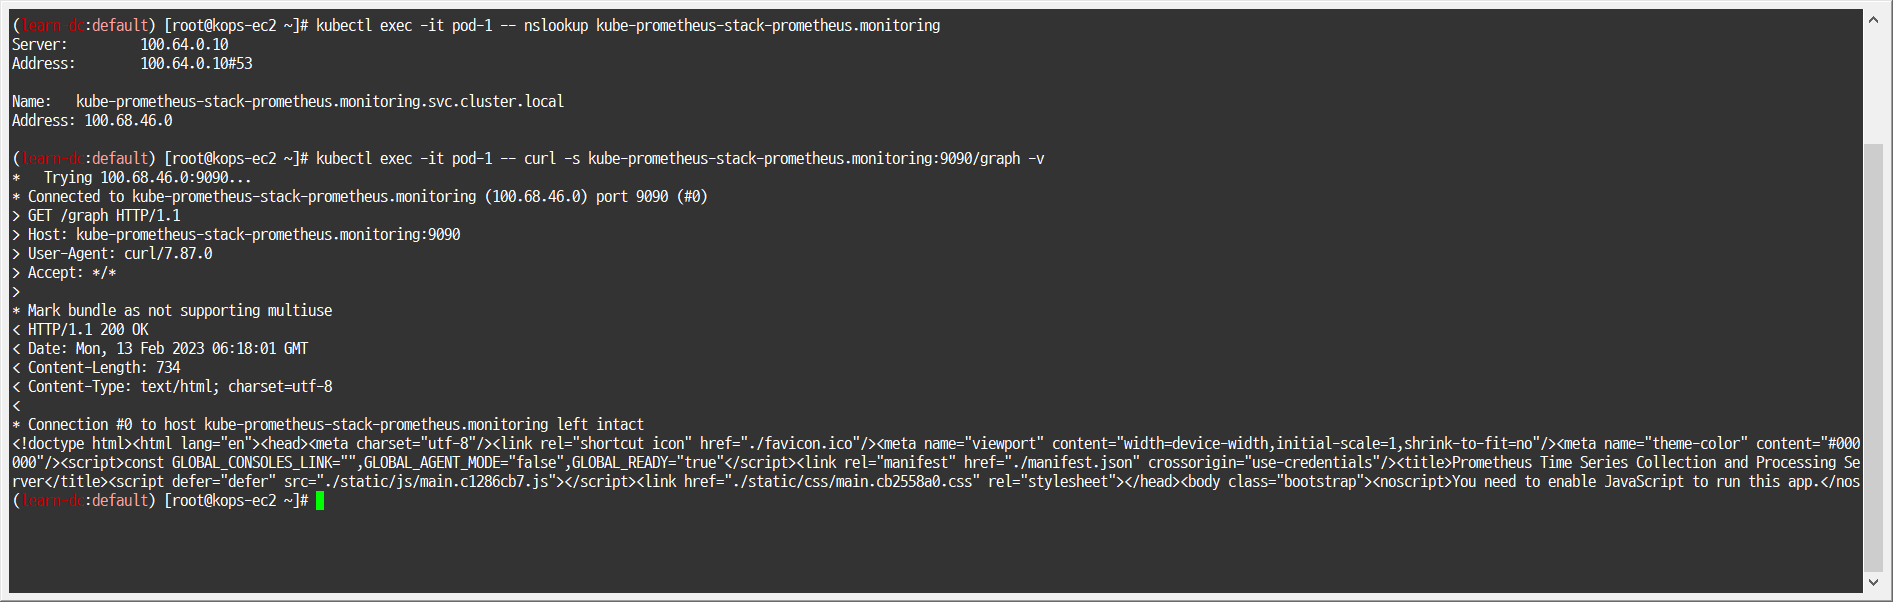 (learn-dc:default) [root@kops-ec2 ~]# kubectl exec -it pod-1 -- nslookup kube-prometheus-stack-prometheus.monitoring
Server:         100.64.0.10
Address:        100.64.0.10#53

Name:   kube-prometheus-stack-prometheus.monitoring.svc.cluster.local
Address: 100.68.46.0

(learn-dc:default) [root@kops-ec2 ~]# kubectl exec -it pod-1 -- curl -s kube-prometheus-stack-prometheus.monitoring:9090/graph -v
*   Trying 100.68.46.0:9090...
* Connected to kube-prometheus-stack-prometheus.monitoring (100.68.46.0) port 9090 (#0)
> GET /graph HTTP/1.1
> Host: kube-prometheus-stack-prometheus.monitoring:9090
> User-Agent: curl/7.87.0
> Accept: */*
>
* Mark bundle as not supporting multiuse
< HTTP/1.1 200 OK
< Date: Mon, 13 Feb 2023 06:18:01 GMT
< Content-Length: 734
< Content-Type: text/html; charset=utf-8
<
* Connection #0 to host kube-prometheus-stack-prometheus.monitoring left intact
<!doctype html><html lang="en"><head><meta charset="utf-8"/><link rel="shortcut icon" href="./favicon.ico"/><meta name="viewport" content="width=device-width,initial-scale=1,shrink-to-fit=no"/><meta name="theme-color" content="#000
000"/><script>const GLOBAL_CONSOLES_LINK="",GLOBAL_AGENT_MODE="false",GLOBAL_READY="true"</script><link rel="manifest" href="./manifest.json" crossorigin="use-credentials"/><title>Prometheus Time Series Collection and Processing Se
rver</title><script defer="defer" src="./static/js/main.c1286cb7.js"></script><link href="./static/css/main.cb2558a0.css" rel="stylesheet"></head><body class="bootstrap"><noscript>You need to enable JavaScript to run this app.</nos
(learn-dc:default) [root@kops-ec2 ~]#